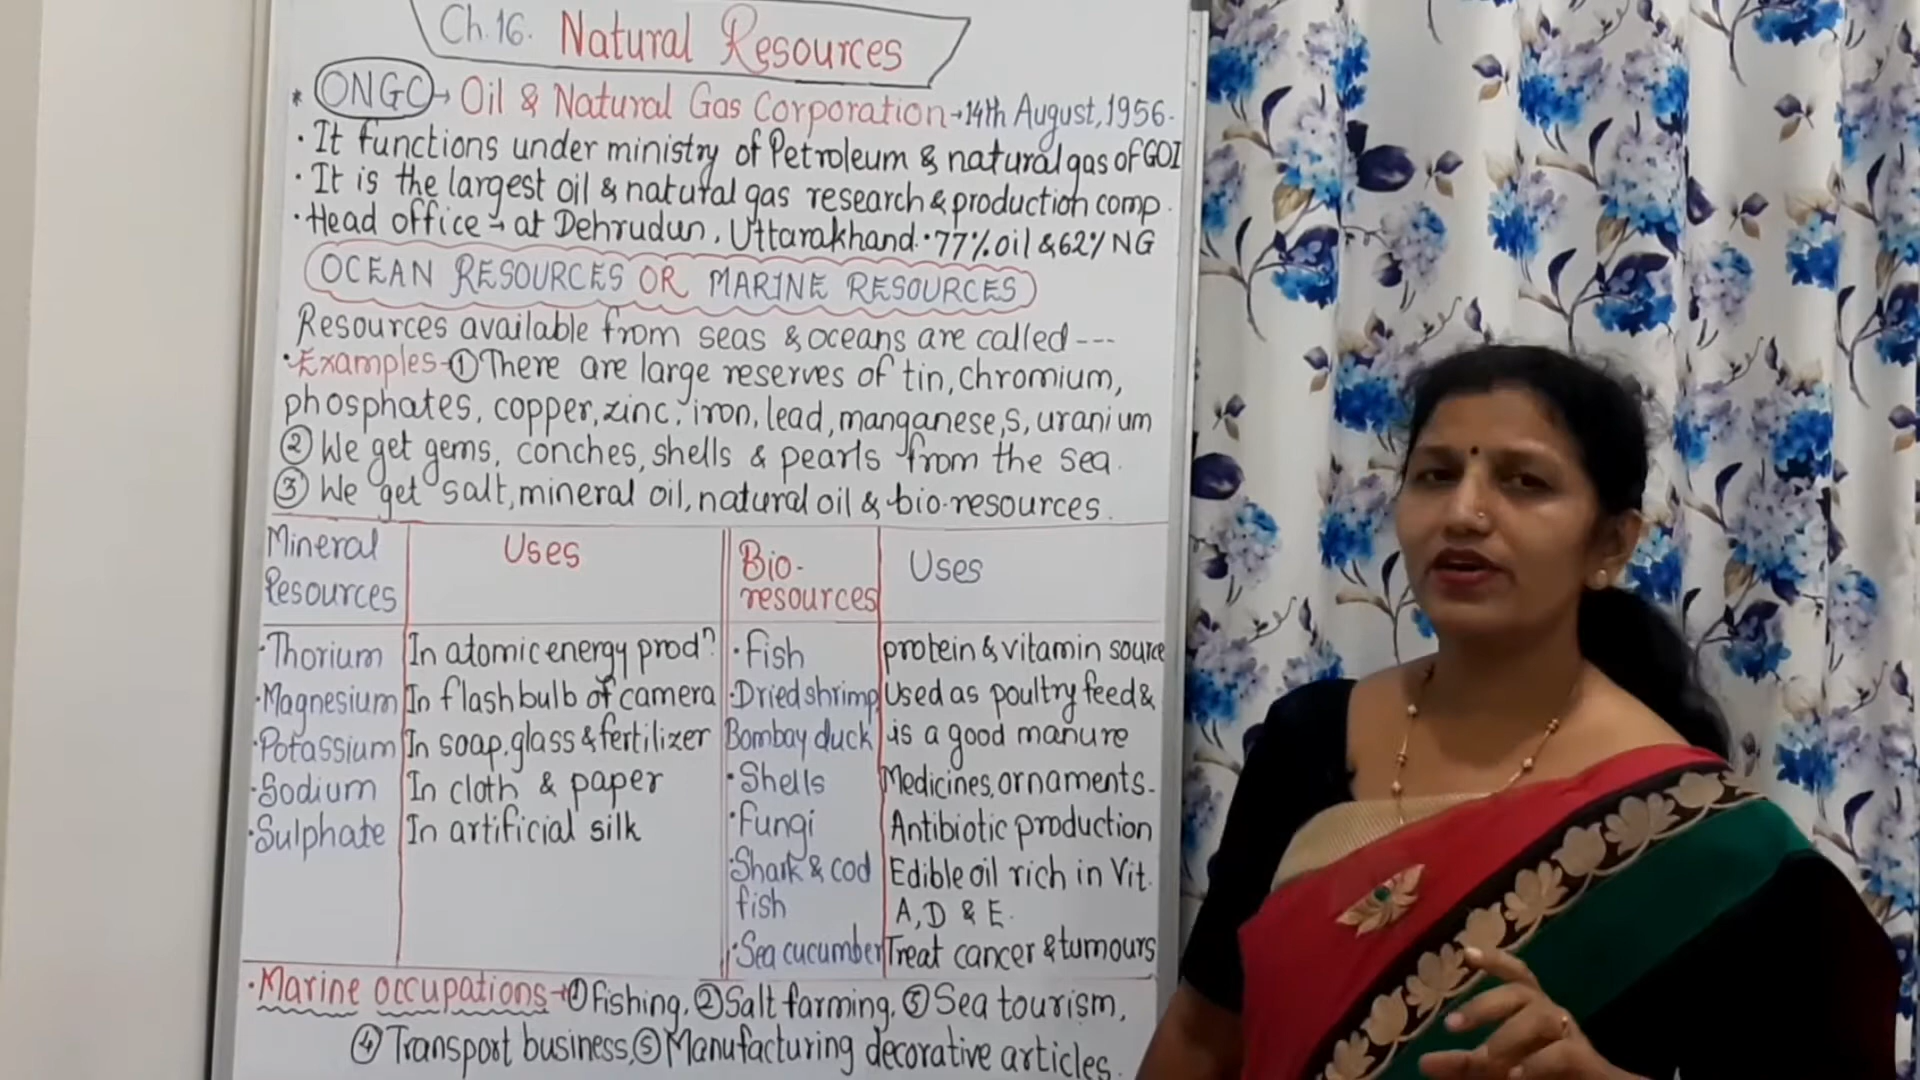 Ch.16. Natural Resources
* ONGC → Oil & Natural Gas Corporation → 14th August, 1956.
· It functions under ministry of Petroleum & natural gas of GOI
· It is the largest oil & natural gas research & production comp.
· Head office → at Dehrudun, Uttarakhand. · 77% oil & 62% NG
OCEAN RESOURCES OR MARINE RESOURCES
Resources available from seas & oceans are called ---
· Examples - ① There are large reserves of tin, chromium,
phosphates, copper, zinc, iron, lead, manganese, S, uranium
② We get gems, conches, shells & pearls from the sea.
③ We get salt, mineral oil, natural oil & bio-resources.
Mineral Resources | Uses | Bio-resources | Uses
· Thorium | In atomic energy prodⁿ | · Fish | protein & vitamin source
· Magnesium | In flash bulb of camera | · Dried shrimp, | Used as poultry feed &
· Potassium | In soap, glass & fertilizer | Bombay duck | is a good manure
· Sodium | In cloth & paper | · Shells | Medicines, ornaments.
· Sulphate | In artificial silk | · Fungi | Antibiotic production
· Shark & cod | Edible oil rich in Vit.
fish | A, D & E.
· Sea cucumber | Treat cancer & tumours
· Marine occupations → ① Fishing, ② Salt farming, ③ Sea tourism,
④ Transport business, ⑤ Manufacturing decorative articles.